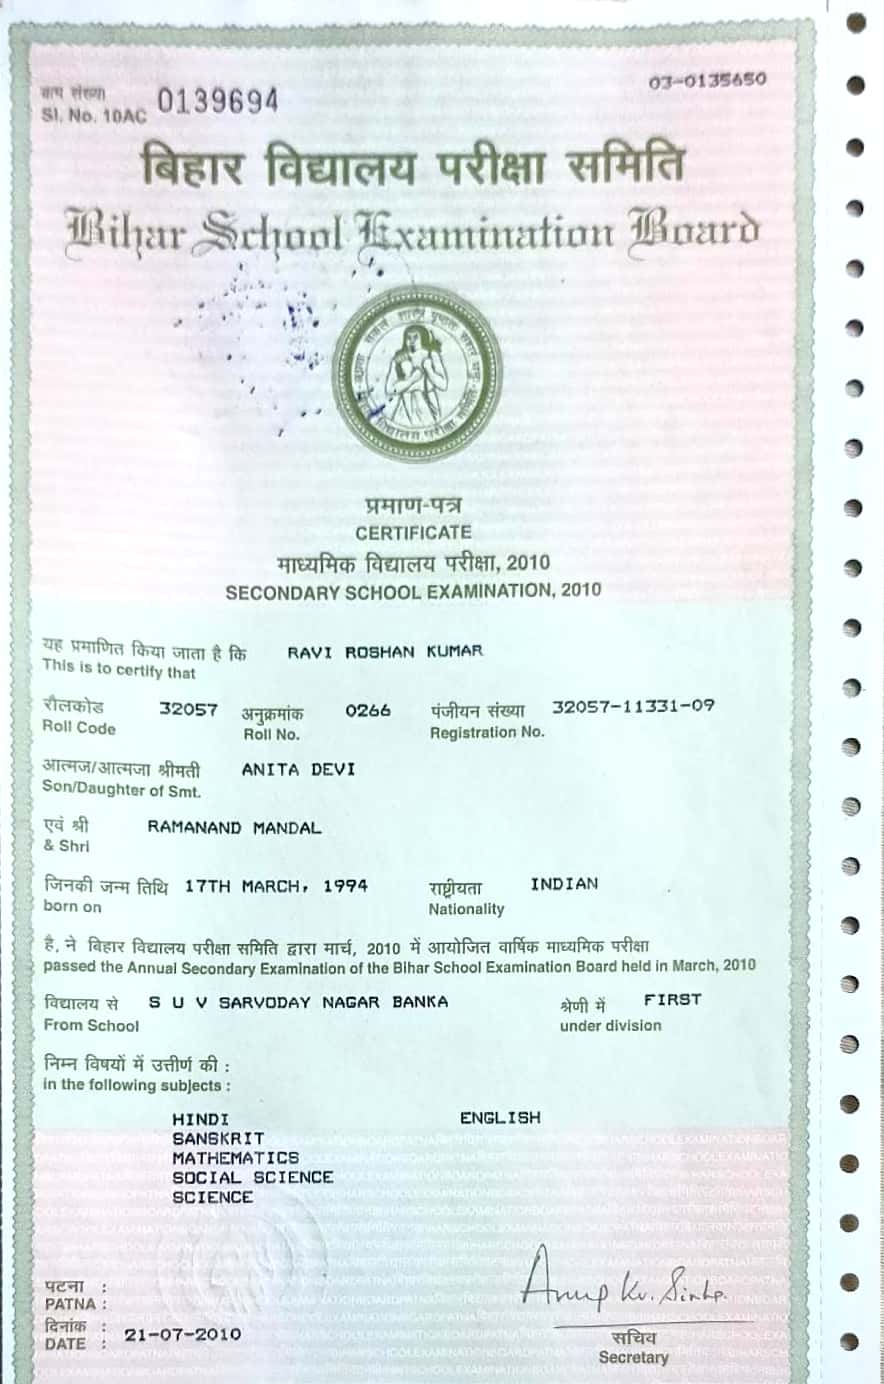 03-0135650
क्रम संख्या
Sl. No. 10AC 0139694
बिहार विद्यालय परीक्षा समिति
Bihar School Examination Board
प्रमाण-पत्र
CERTIFICATE
माध्यमिक विद्यालय परीक्षा, 2010
SECONDARY SCHOOL EXAMINATION, 2010
यह प्रमाणित किया जाता है कि RAVI ROSHAN KUMAR
This is to certify that
रौलकोड 32057 अनुक्रमांक 0266 पंजीयन संख्या 32057-11331-09
Roll Code Roll No. Registration No.
आत्मज/आत्मजा श्रीमती ANITA DEVI
Son/Daughter of Smt.
एवं श्री RAMANAND MANDAL
& Shri
जिनकी जन्म तिथि 17TH MARCH, 1994 राष्ट्रीयता INDIAN
born on Nationality
है, ने बिहार विद्यालय परीक्षा समिति द्वारा मार्च, 2010 में आयोजित वार्षिक माध्यमिक परीक्षा
passed the Annual Secondary Examination of the Bihar School Examination Board held in March, 2010
विद्यालय से S U V SARVODAY NAGAR BANKA श्रेणी में FIRST
From School under division
निम्न विषयों में उत्तीर्ण की :
in the following subjects :
HINDI ENGLISH
SANSKRIT
MATHEMATICS
SOCIAL SCIENCE
SCIENCE
Anup Kr. Sinha
पटना :
PATNA :
दिनांक :
DATE : 21-07-2010
सचिव
Secretary